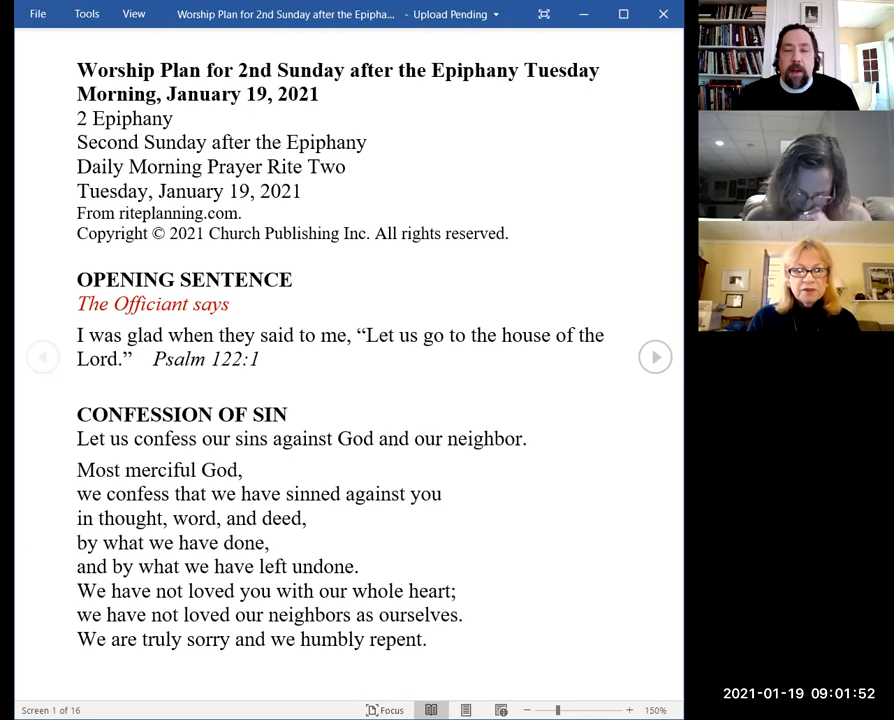 File Tools View Worship Plan for 2nd Sunday after the Epipha... - Upload Pending
Worship Plan for 2nd Sunday after the Epiphany Tuesday
Morning, January 19, 2021
2 Epiphany
Second Sunday after the Epiphany
Daily Morning Prayer Rite Two
Tuesday, January 19, 2021
From riteplanning.com.
Copyright © 2021 Church Publishing Inc. All rights reserved.
OPENING SENTENCE
The Officiant says
I was glad when they said to me, “Let us go to the house of the
Lord.” Psalm 122:1
CONFESSION OF SIN
Let us confess our sins against God and our neighbor.
Most merciful God,
we confess that we have sinned against you
in thought, word, and deed,
by what we have done,
and by what we have left undone.
We have not loved you with our whole heart;
we have not loved our neighbors as ourselves.
We are truly sorry and we humbly repent.
2021-01-19 09:01:52
Screen 1 of 16 Focus 150%